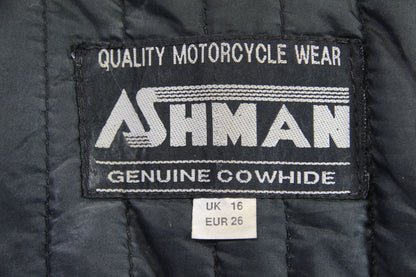 QUALITY MOTORCYCLE WEAR
ASHMAN
GENUINE COWHIDE
UK 16
EUR 26